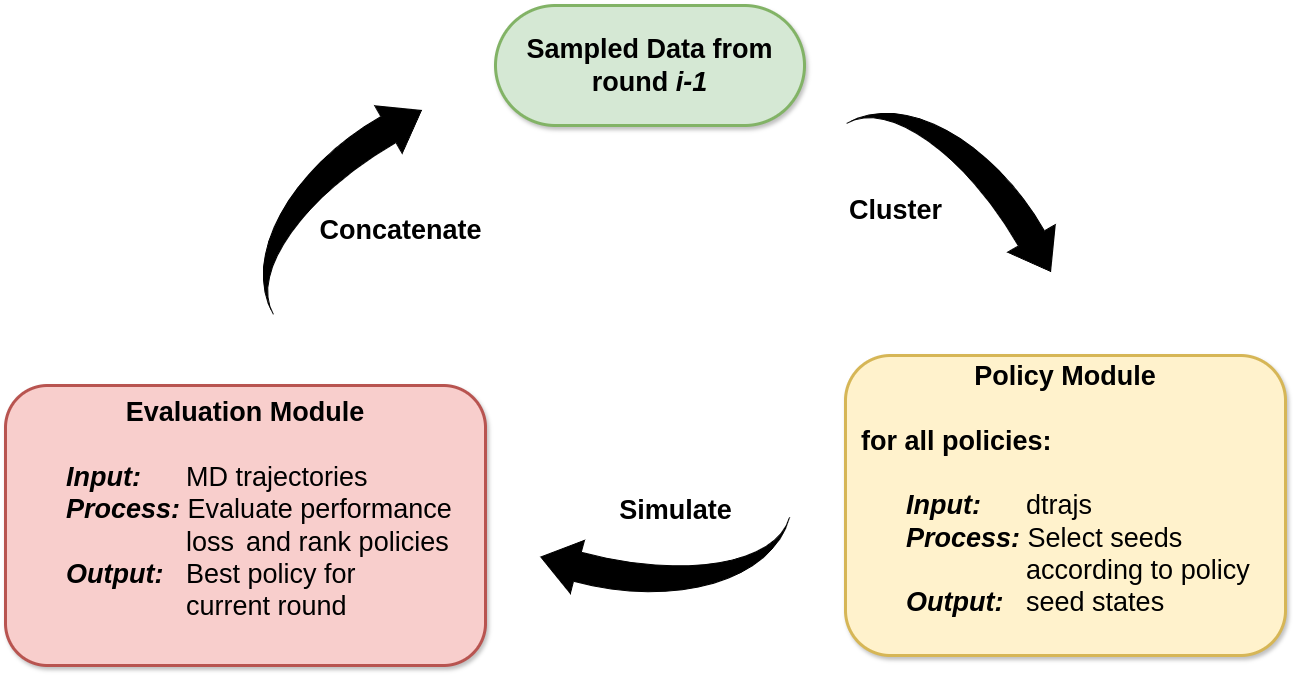 Sampled Data from
round i-1
Concatenate
Cluster
Evaluation Module
Input: MD trajectories
Process: Evaluate performance
loss and rank policies
Output: Best policy for
current round
Simulate
Policy Module
for all policies:
Input: dtrajs
Process: Select seeds
according to policy
Output: seed states